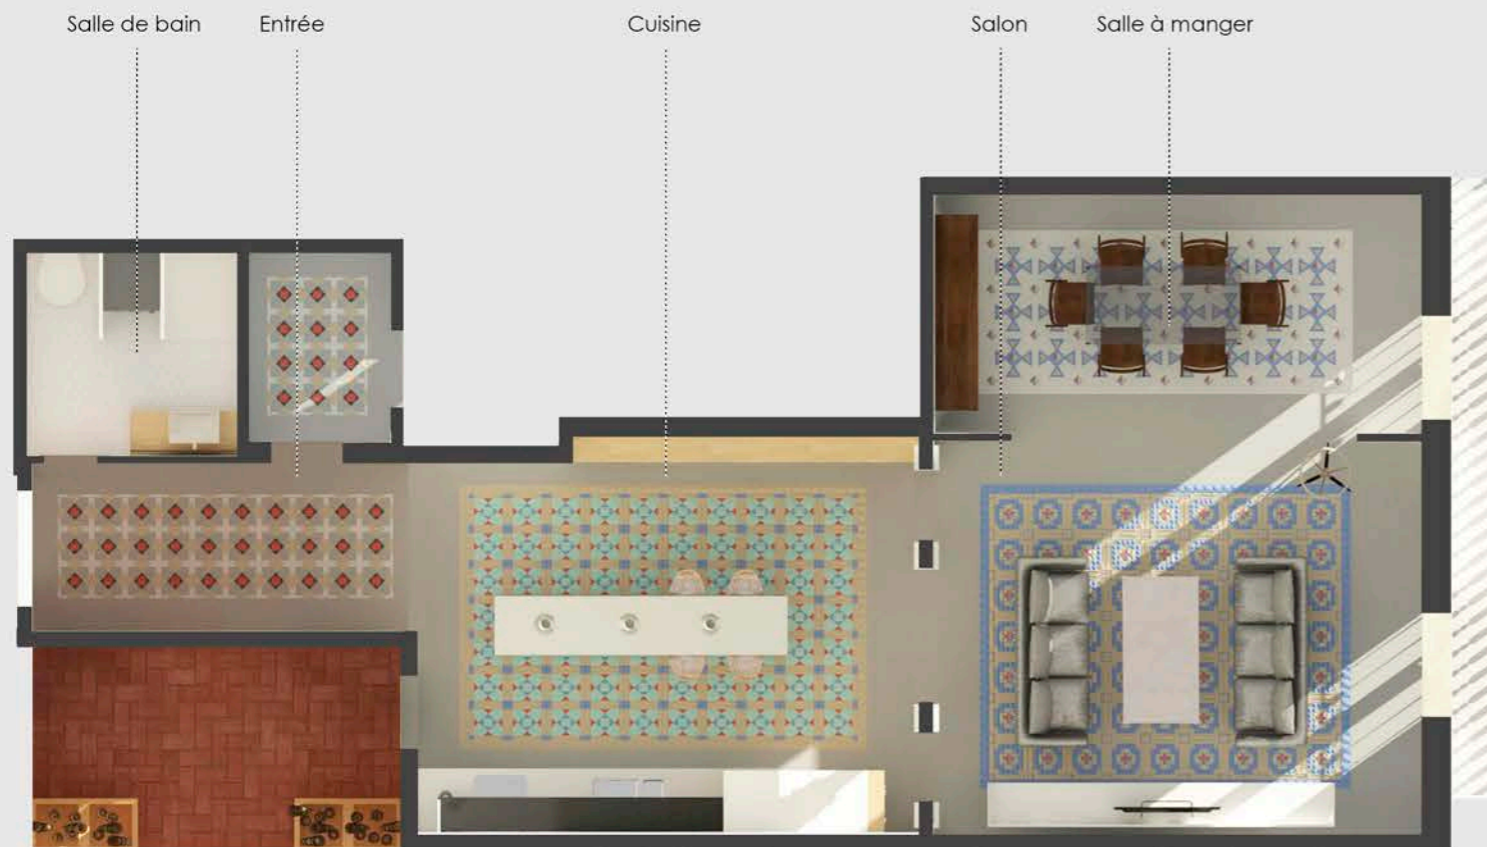 Salle de bain
Entrée
Cuisine
Salon
Salle à manger